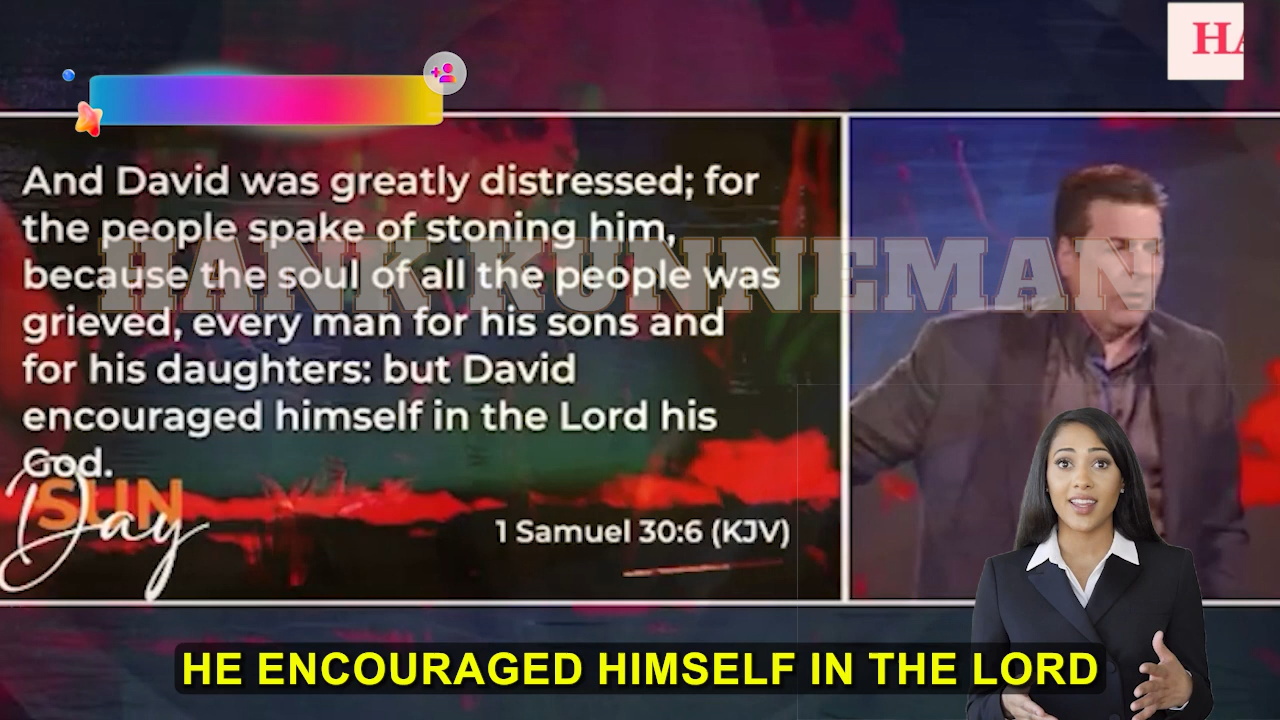 HA
And David was greatly distressed; for
the people spake of stoning him,
because the soul of all the people was
grieved, every man for his sons and
for his daughters: but David
encouraged himself in the Lord his
God.
HANK KUNNEMAN
SUN
Day
1 Samuel 30:6 (KJV)
HE ENCOURAGED HIMSELF IN THE LORD